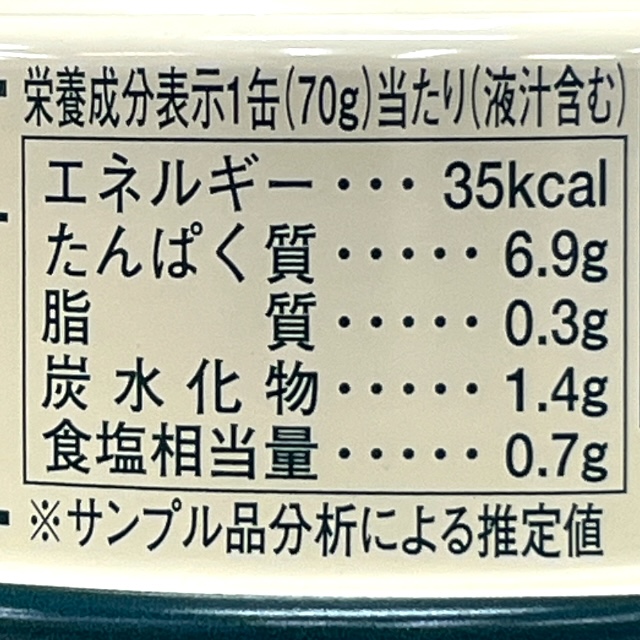 栄養成分表示1缶(70g)当たり(液汁含む)
エネルギー・・・35kcal
たんぱく質・・・・・6.9g
脂質・・・・・0.3g
炭水化物・・・・・1.4g
食塩相当量・・・・・0.7g
※サンプル品分析による推定値